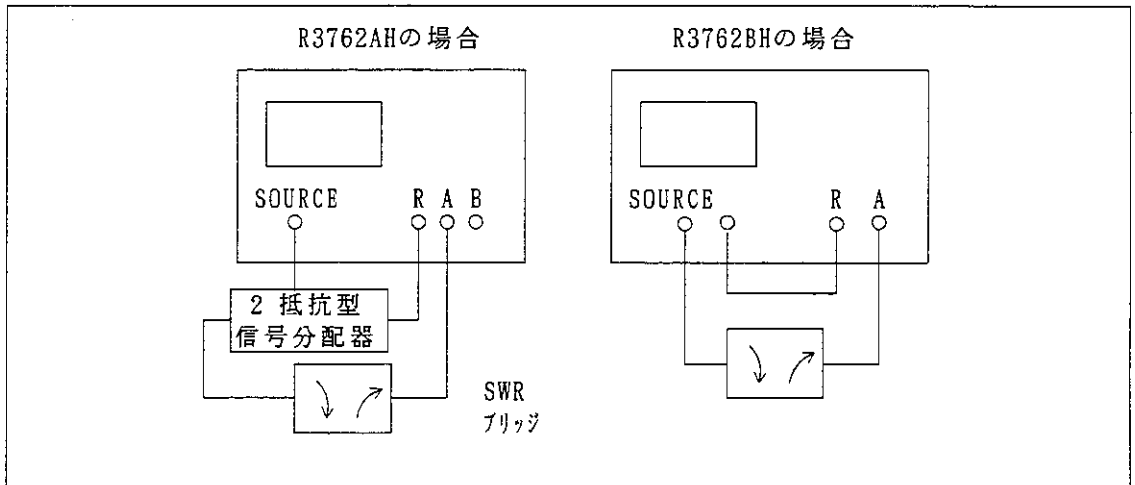 R3762AHの場合
R3762BHの場合
SOURCE R A B
SOURCE R A
2 抵抗型
信号分配器
SWR
ブリッジ